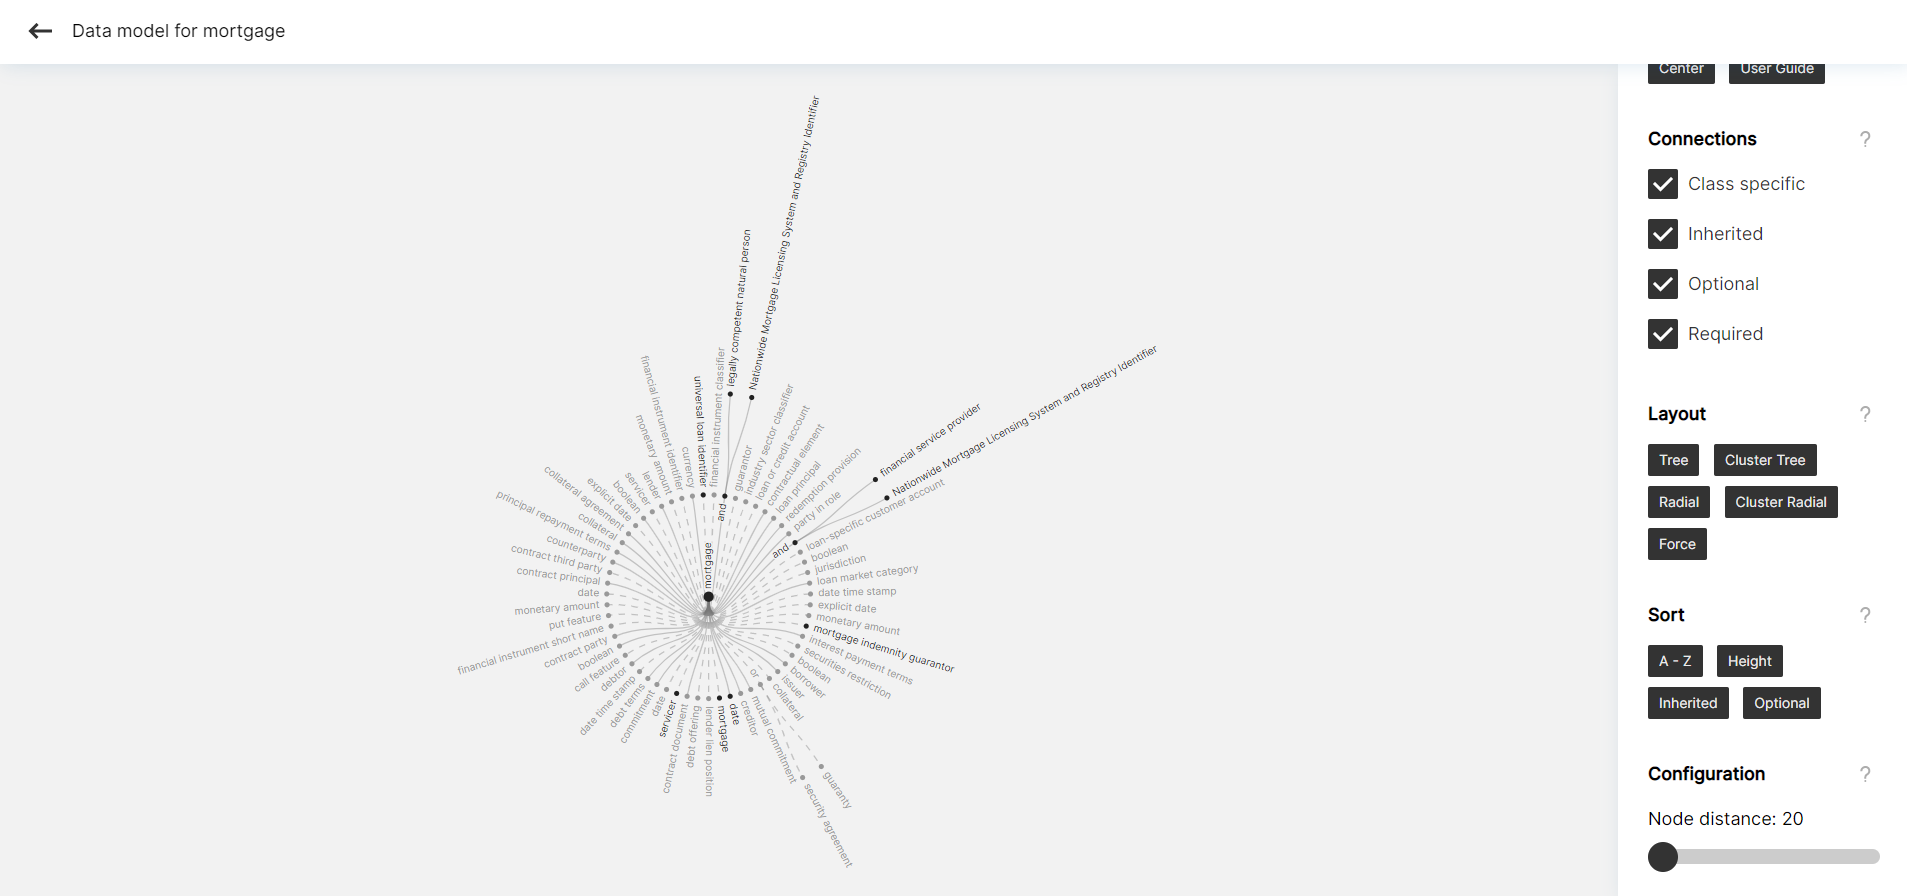 Data model for mortgage
Center
User Guide
Connections
?
Class specific
Inherited
Optional
Required
Layout
?
Tree
Cluster Tree
Radial
Cluster Radial
Force
Sort
?
A - Z
Height
Inherited
Optional
Configuration
?
Node distance: 20
mortgage
universal loan identifier
financial instrument classifier
and
legally competent natural person
Nationwide Mortgage Licensing System and Registry Identifier
guarantor
industry sector classifier
loan or credit account
contractual element
loan principal
redemption provision
party in role
and
financial service provider
Nationwide Mortgage Licensing System and Registry Identifier
loan-specific customer account
boolean
jurisdiction
loan market category
date time stamp
explicit date
monetary amount
mortgage indemnity guarantor
interest payment terms
securities restriction
boolean
borrower
issuer
collateral
or
guaranty
security agreement
mutual commitment
creditor
date
mortgage
lender lien position
debt offering
contract document
servicer
date
commitment
debt terms
date time stamp
debtor
call feature
boolean
contract party
financial instrument short name
put feature
monetary amount
date
contract principal
contract third party
counterparty
principal repayment terms
collateral
collateral agreement
explicit date
boolean
servicer
lender
monetary amount
financial instrument identifier
currency